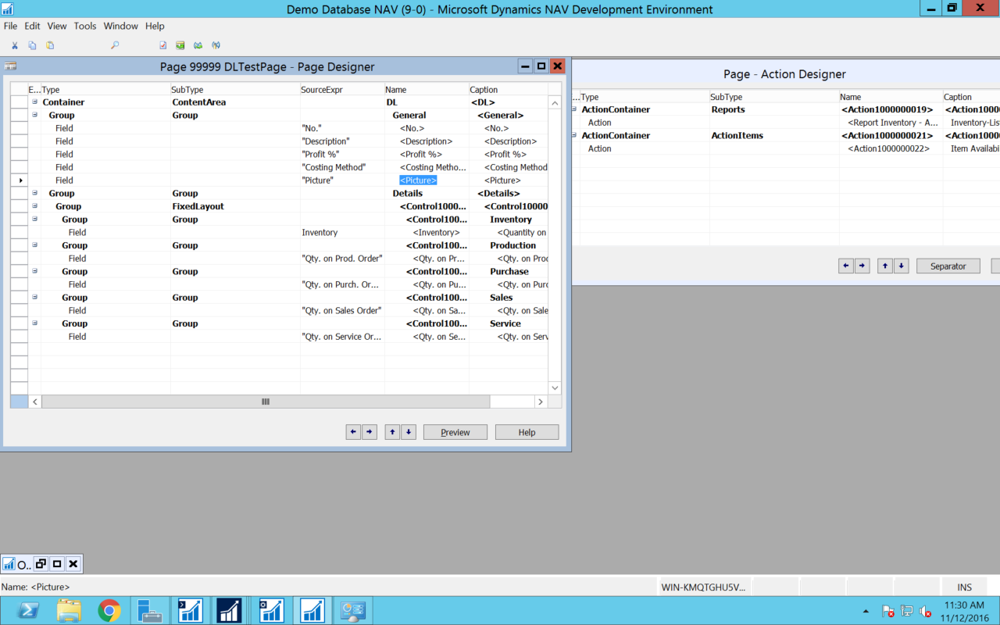 Demo Database NAV (9-0) - Microsoft Dynamics NAV Development Environment
File Edit View Tools Window Help
Page 99999 DLTestPage - Page Designer
E... Type SubType SourceExpr Name Caption
Container ContentArea DL <DL>
Group Group General <General>
Field "No." <No.> <No.>
Field "Description" <Description> <Description>
Field "Profit %" <Profit %> <Profit %>
Field "Costing Method" <Costing Metho... <Costing Method
Field "Picture" <Picture> <Picture>
Group Group Details <Details>
Group FixedLayout <Control1000... <Control10000
Group Group <Control100... Inventory
Field Inventory <Inventory> <Quantity on
Group Group <Control100... Production
Field "Qty. on Prod. Order" <Qty. on Pr... <Qty. on Proc
Group Group <Control100... Purchase
Field "Qty. on Purch. Or... <Qty. on Pu... <Qty. on Purc
Group Group <Control100... Sales
Field "Qty. on Sales Order" <Qty. on Sa... <Qty. on Sale
Group Group <Control100... Service
Field "Qty. on Service Or... <Qty. on Se... <Qty. on Serv
Preview Help
Page - Action Designer
... Type SubType Name Caption
ActionContainer Reports <Action1000000019> <Action1000
Action <Report Inventory - A... Inventory-Lis
ActionContainer ActionItems <Action1000000021> <Action1000
Action <Action1000000022> Item Availabi
Separator
O..
Name: <Picture> WIN-KMQTGHU5V... INS
11:30 AM
11/12/2016